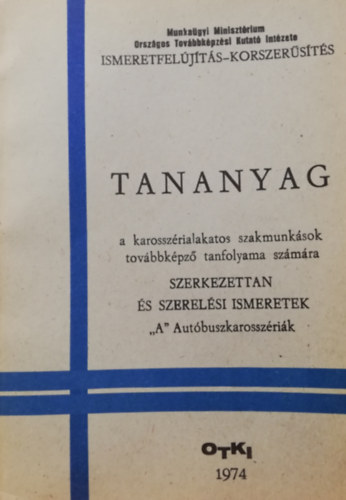 Munkaügyi Minisztérium
Országos Továbbképzési Kutató Intézete
ISMERETFELÚJÍTÁS–KORSZERŰSÍTÉS
TANANYAG
a karosszérialakatos szakmunkások
továbbképző tanfolyama számára
SZERKEZETTAN
ÉS SZERELÉSI ISMERETEK
„A” Autóbuszkarosszériák
OTKI
1974